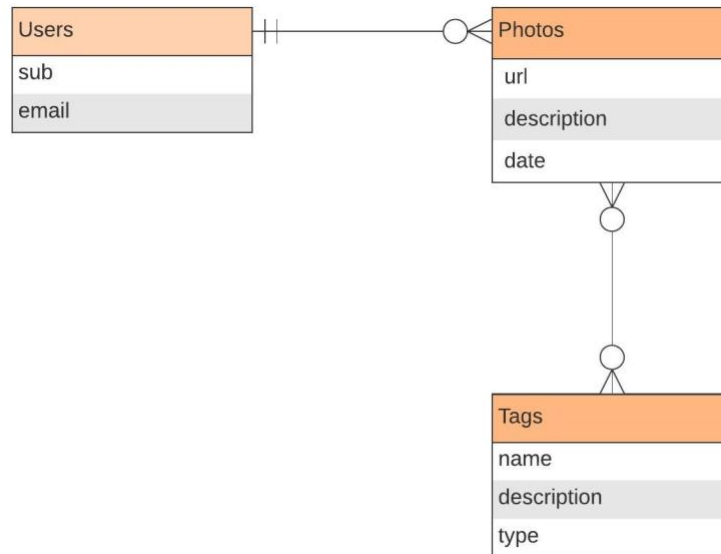 Users
sub
email
Photos
url
description
date
Tags
name
description
type